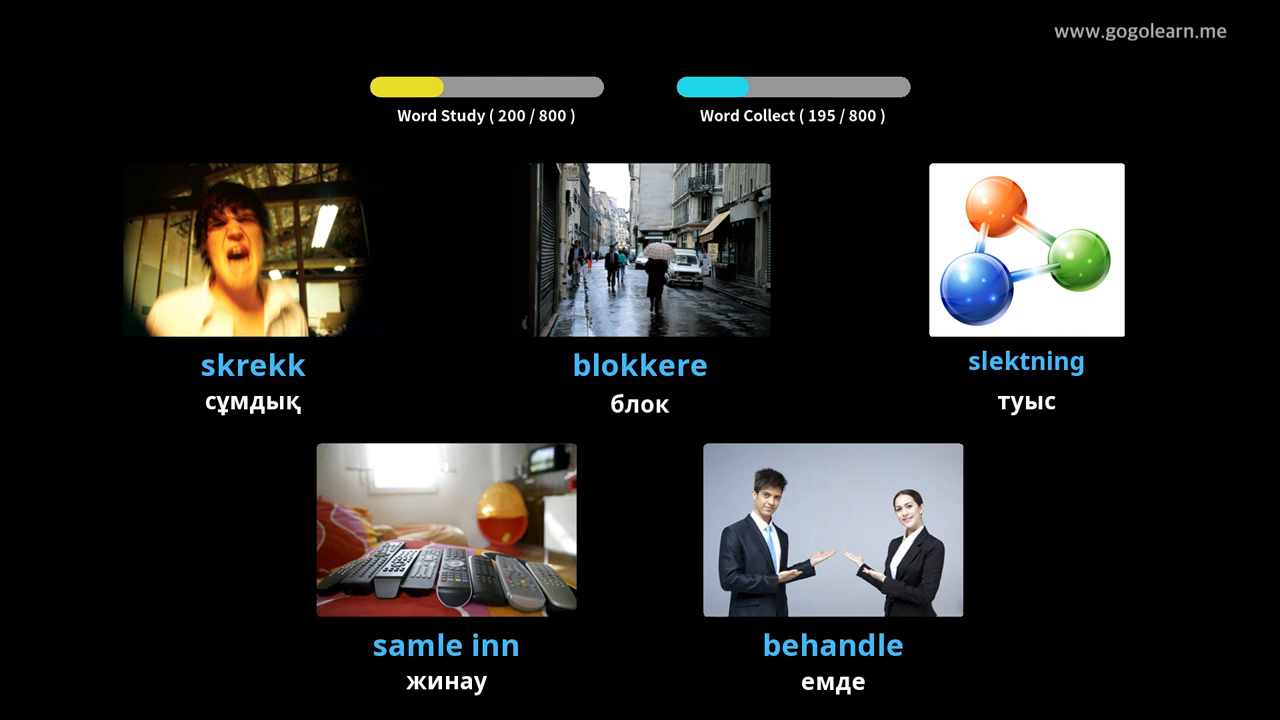 www.gogolearn.me
Word Study ( 200 / 800 )
Word Collect ( 195 / 800 )
skrekk
сұмдық
blokkere
блок
slektning
туыс
samle inn
жинау
behandle
емде